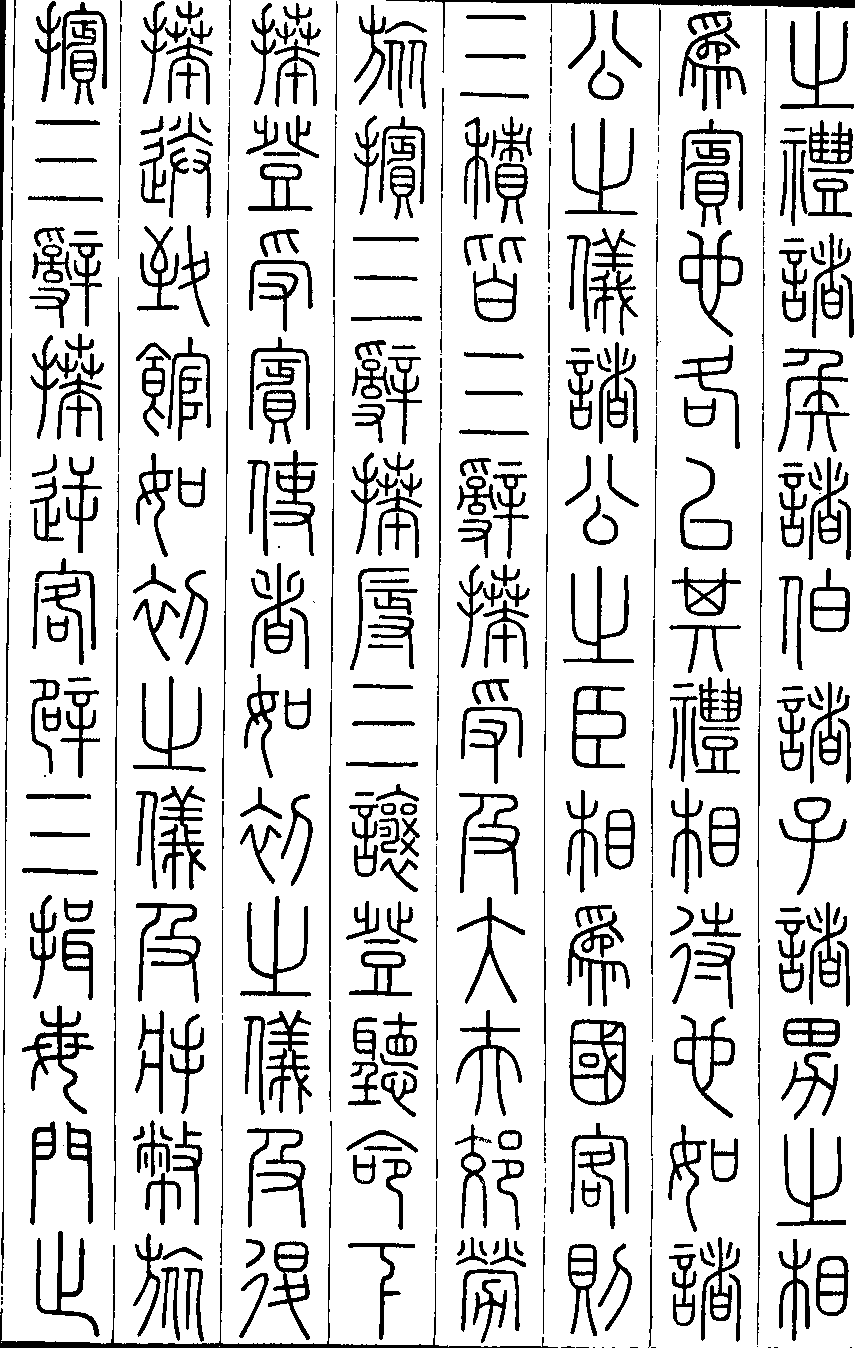 之禮諸侯諸伯諸子諸男之相
爲賓也各以其禮相待也如諸
公之儀諸公之臣相爲國客則
三積皆三辭拜受及大夫郊勞
旅擯三辭拜辱三讓登聽命下
拜登受賓使者如初之儀及退
拜送致館如初之儀及將幣旅
擯三辭拜逆客辟三揖每門止